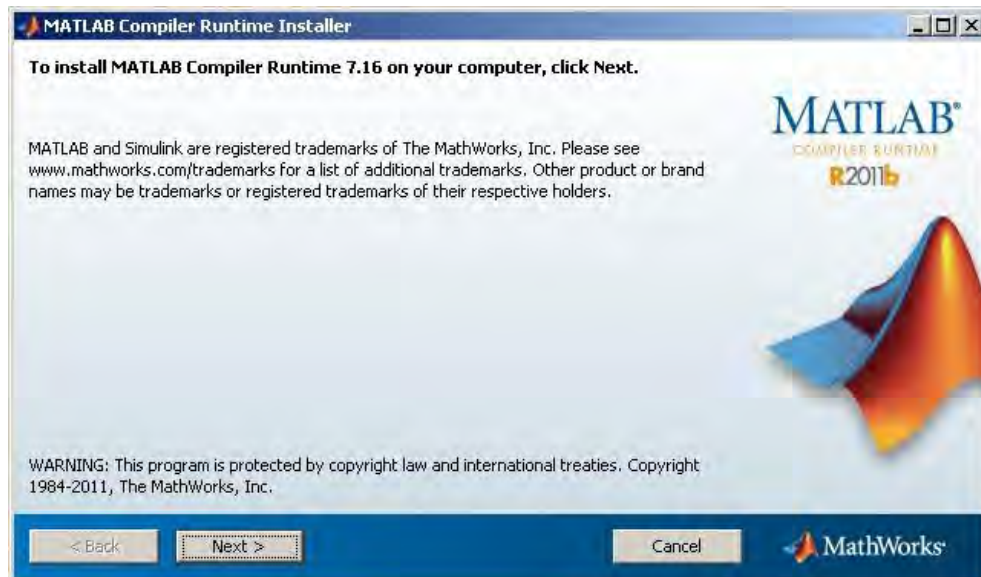 MATLAB Compiler Runtime Installer
To install MATLAB Compiler Runtime 7.16 on your computer, click Next.
MATLAB®
COMPILER RUNTIME
R2011b
MATLAB and Simulink are registered trademarks of The MathWorks, Inc. Please see
www.mathworks.com/trademarks for a list of additional trademarks. Other product or brand
names may be trademarks or registered trademarks of their respective holders.
WARNING: This program is protected by copyright law and international treaties. Copyright
1984-2011, The MathWorks, Inc.
< Back
Next >
Cancel
MathWorks®